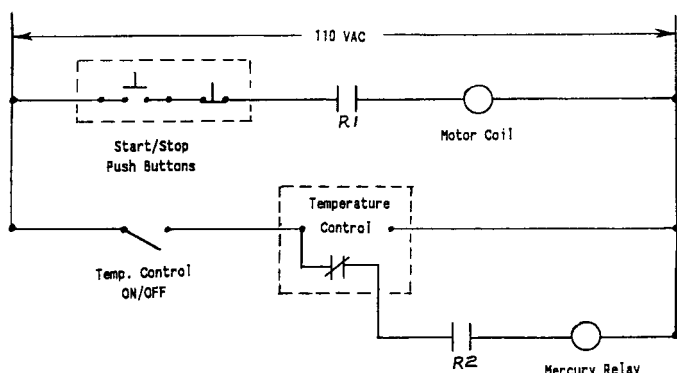 110 VAC
R1
Motor Coil
Start/Stop
Push Buttons
Temperature
Control
Temp. Control
ON/OFF
R2
Mercury Relay